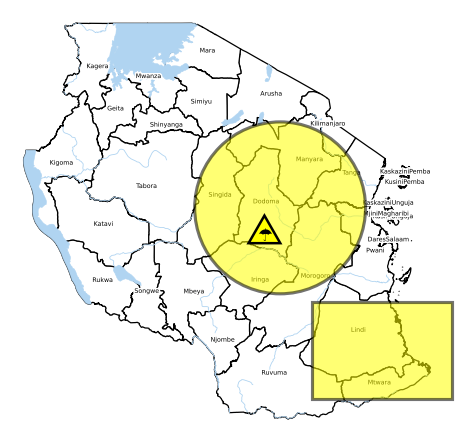 Mara
Kagera
Mwanza
Arusha
Simiyu
Geita
Kilimanjaro
Shinyanga
Manyara
Kigoma
Tanga
KaskaziniPemba
KusiniPemba
Tabora
Singida
Dodoma
KaskaziniUnguja
MjiniMagharibi
Katavi
DaresSalaam
Pwani
Morogoro
Iringa
Rukwa
Songwe
Mbeya
Lindi
Njombe
Ruvuma
Mtwara